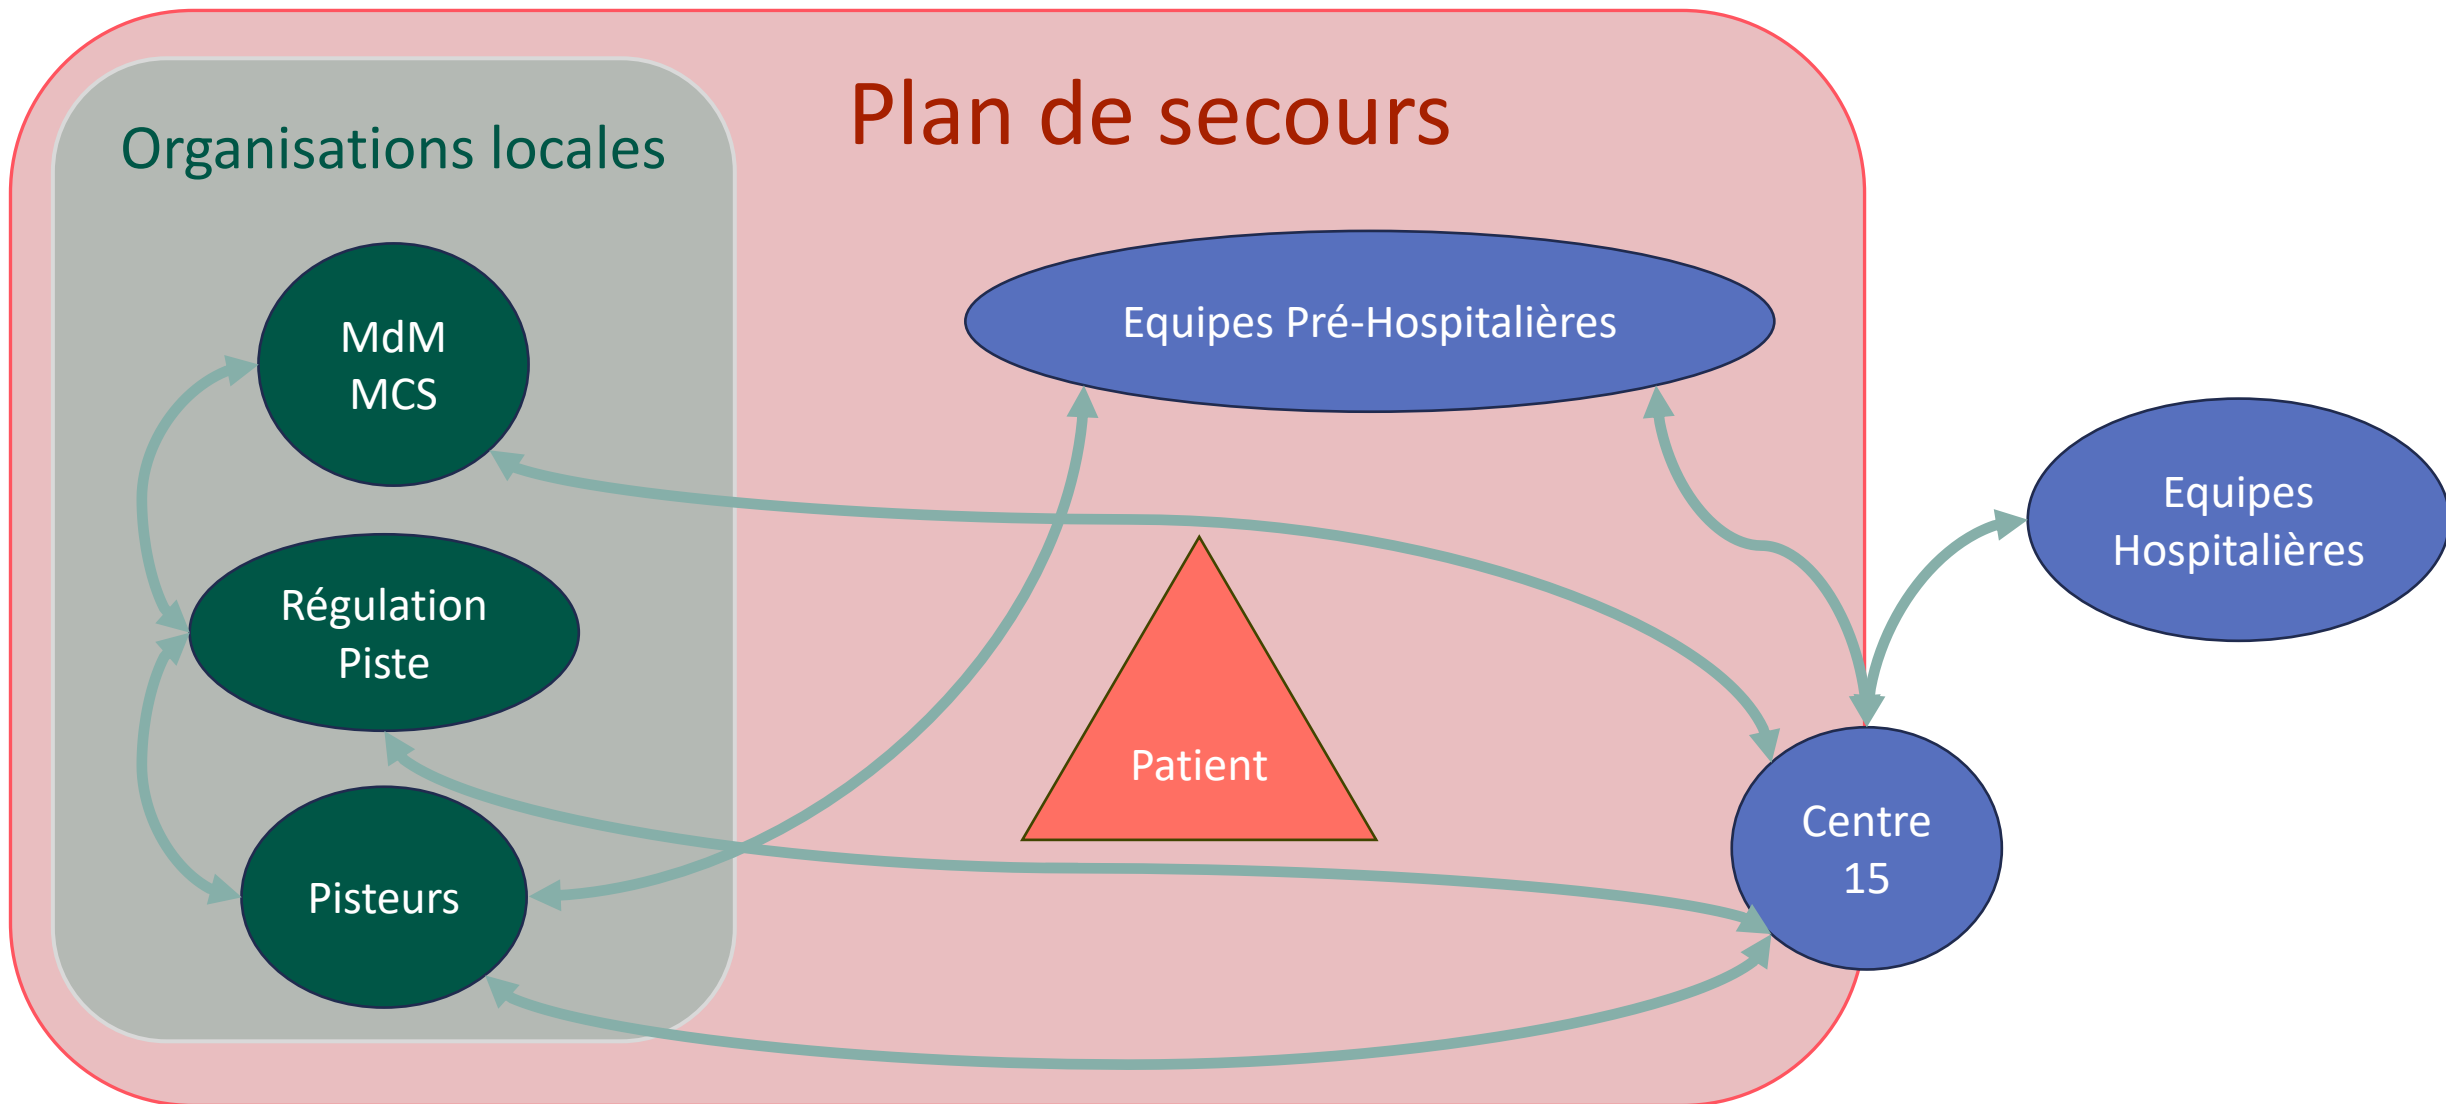 Plan de secours
Organisations locales
MdM
MCS
Régulation
Piste
Pisteurs
Equipes Pré-Hospitalières
Patient
Centre
15
Equipes
Hospitalières